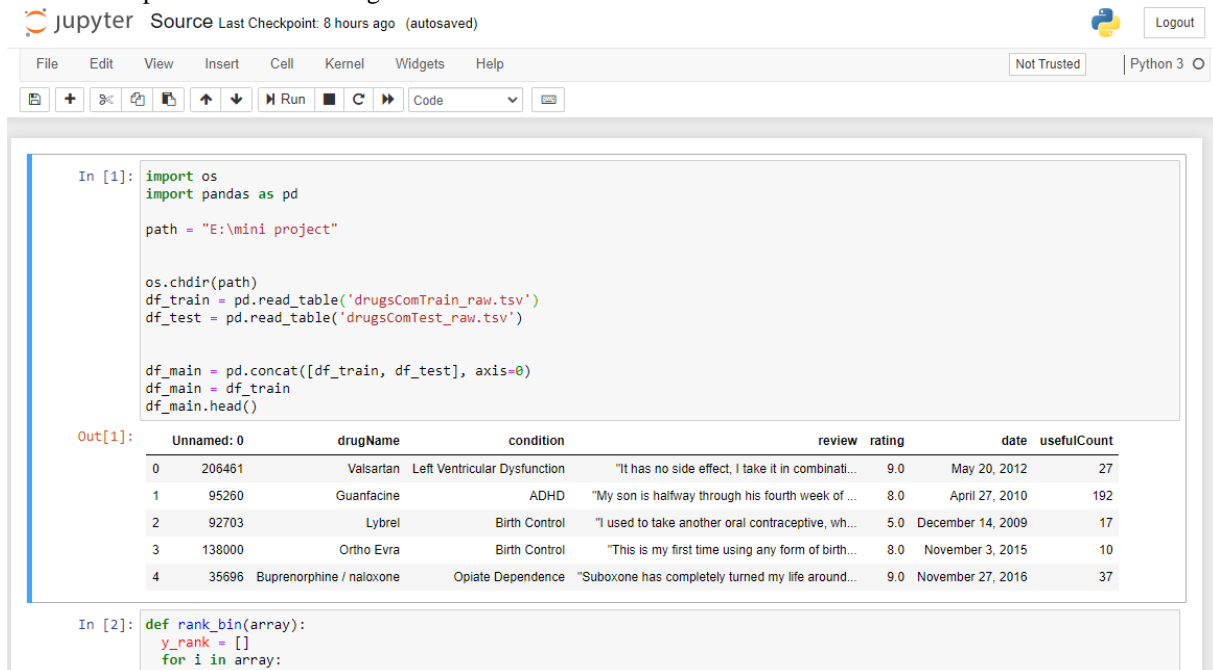 jupyter Source Last Checkpoint: 8 hours ago (autosaved)
Logout
File Edit View Insert Cell Kernel Widgets Help
Not Trusted
Python 3
Run
Code
In [1]: import os
import pandas as pd
path = "E:\mini project"
os.chdir(path)
df_train = pd.read_table('drugsComTrain_raw.tsv')
df_test = pd.read_table('drugsComTest_raw.tsv')
df_main = pd.concat([df_train, df_test], axis=0)
df_main = df_train
df_main.head()
Out[1]:
Unnamed: 0 drugName condition review rating date usefulCount
0 206461 Valsartan Left Ventricular Dysfunction "It has no side effect, I take it in combinati... 9.0 May 20, 2012 27
1 95260 Guanfacine ADHD "My son is halfway through his fourth week of ... 8.0 April 27, 2010 192
2 92703 Lybrel Birth Control "I used to take another oral contraceptive, wh... 5.0 December 14, 2009 17
3 138000 Ortho Evra Birth Control "This is my first time using any form of birth... 8.0 November 3, 2015 10
4 35696 Buprenorphine / naloxone Opiate Dependence "Suboxone has completely turned my life around... 9.0 November 27, 2016 37
In [2]: def rank_bin(array):
y_rank = []
for i in array: